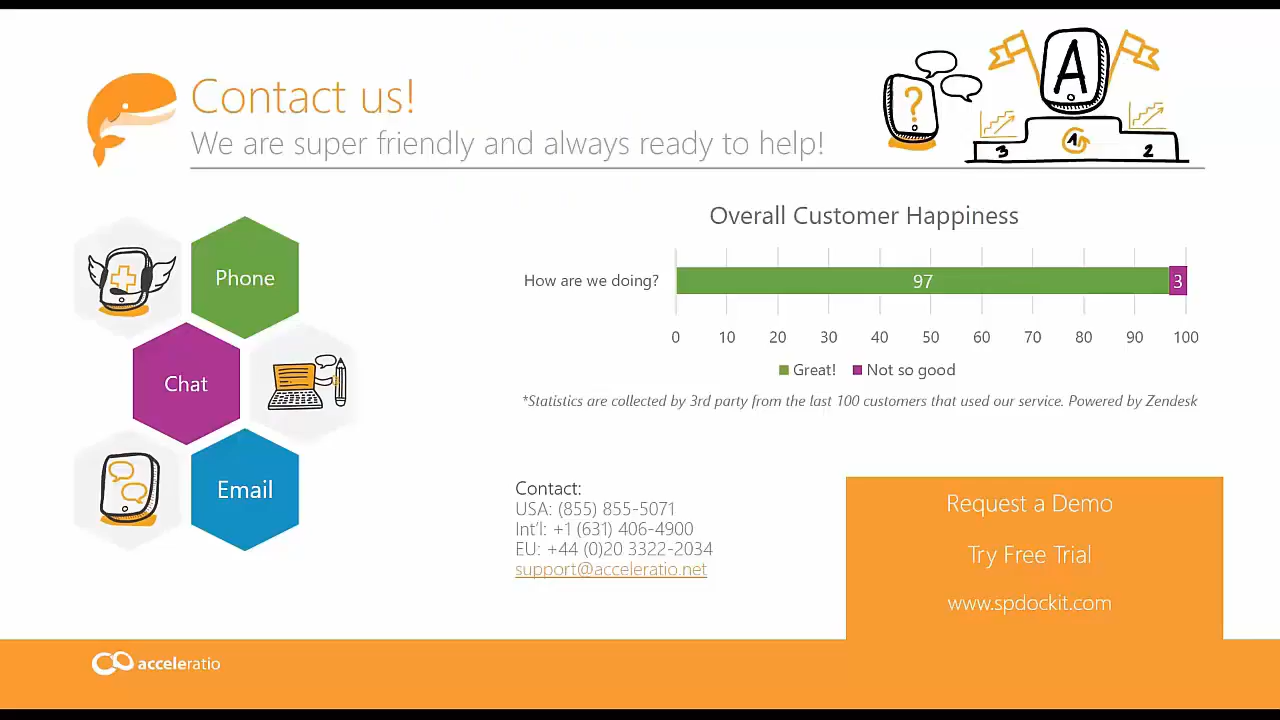 Contact us!
We are super friendly and always ready to help!
?
A
3
1
2
Phone
Chat
Email
Overall Customer Happiness
How are we doing?
97
3
0 10 20 30 40 50 60 70 80 90 100
Great! Not so good
*Statistics are collected by 3rd party from the last 100 customers that used our service. Powered by Zendesk
Contact:
USA: (855) 855-5071
Int'l: +1 (631) 406-4900
EU: +44 (0)20 3322-2034
support@acceleratio.net
Request a Demo
Try Free Trial
www.spdockit.com
acceleratio